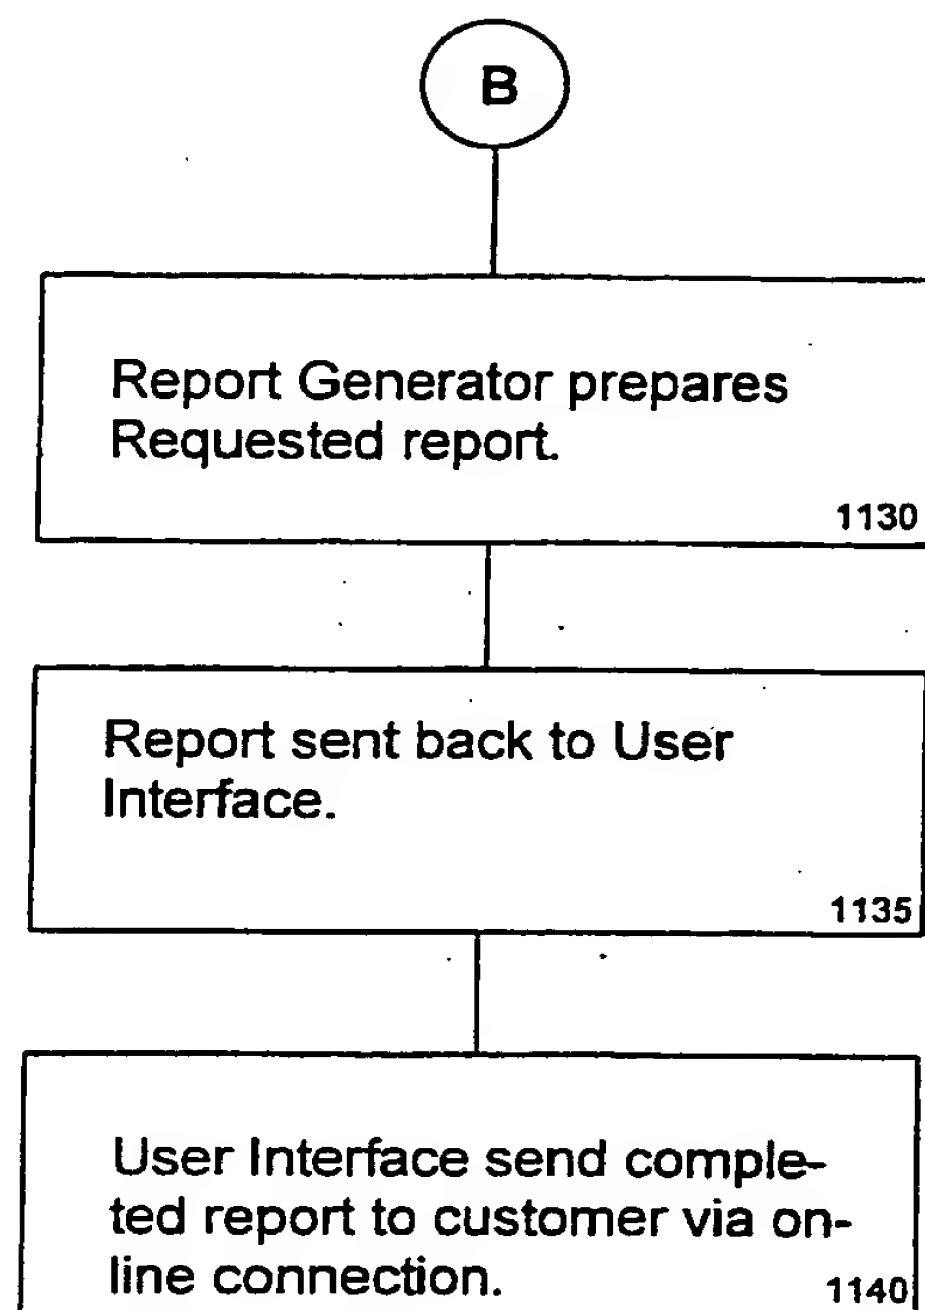 B
Report Generator prepares
Requested report.
1130
Report sent back to User
Interface.
1135
User Interface send comple-
ted report to customer via on-
line connection.
1140